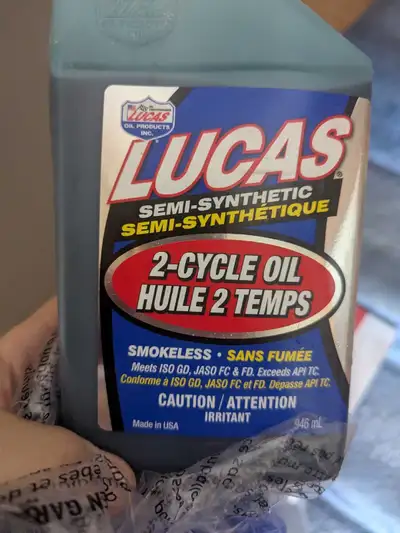 LUCAS
OIL PRODUCTS
INC.
LUCAS
SEMI-SYNTHETIC
SEMI-SYNTHÉTIQUE
2-CYCLE OIL
HUILE 2 TEMPS
SMOKELESS • SANS FUMÉE
Meets ISO GD, JASO FC & FD. Exceeds API TC.
Conforme à ISO GD, JASO FC et FD. Dépasse API TC.
CAUTION / ATTENTION
IRRITANT
Made in USA
946 mL